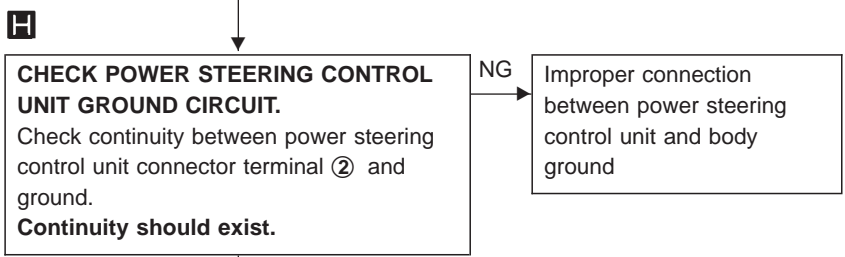 H
CHECK POWER STEERING CONTROL
UNIT GROUND CIRCUIT.
Check continuity between power steering
control unit connector terminal ② and
ground.
Continuity should exist.
NG
Improper connection
between power steering
control unit and body
ground